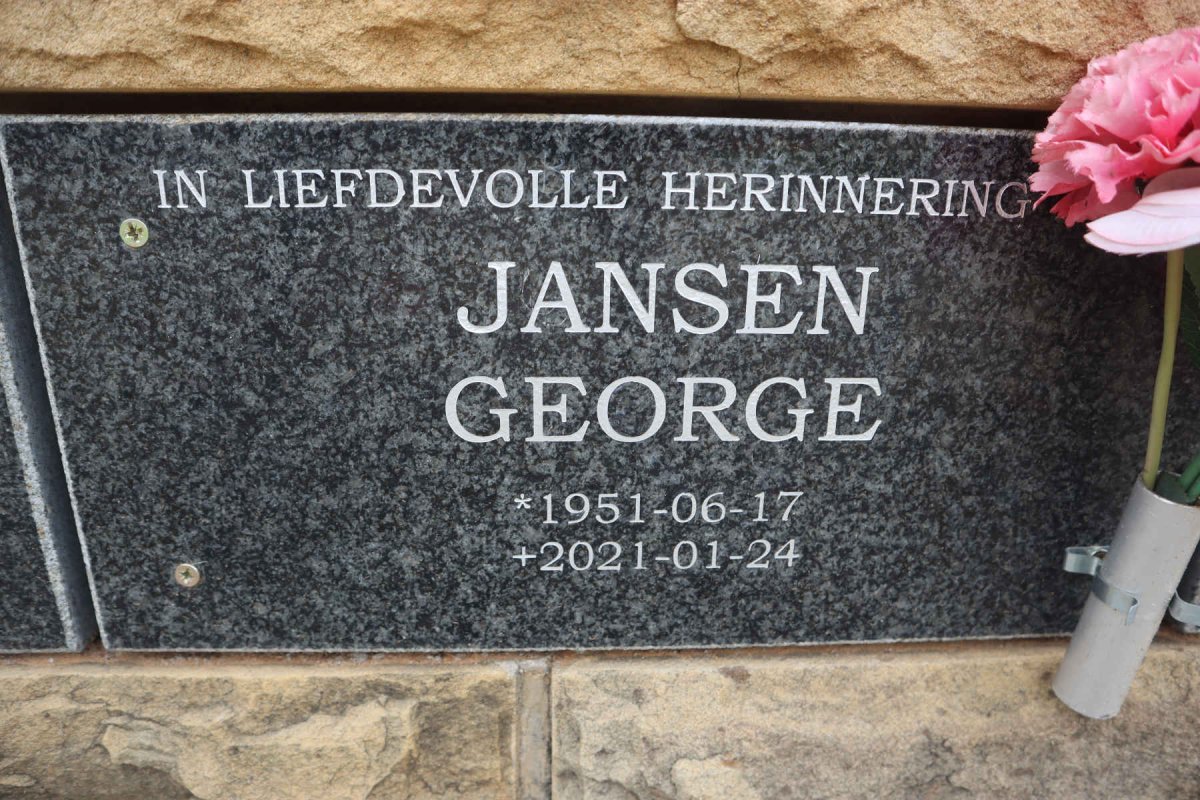 IN LIEFDEVOLLE HERINNERING
JANSEN
GEORGE
*1951-06-17
+2021-01-24